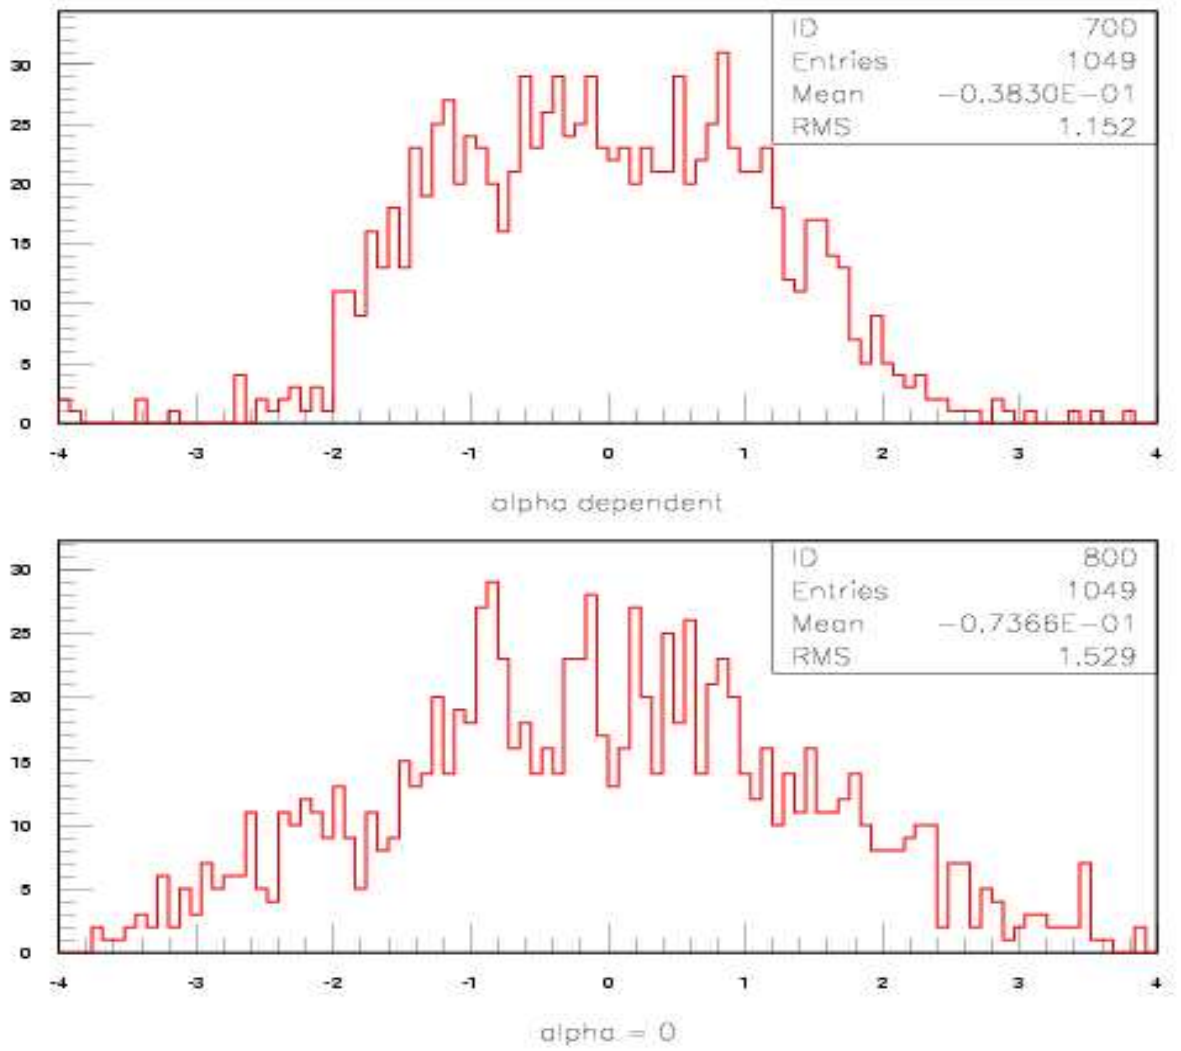 ID 700
Entries 1049
Mean -0.3830E-01
RMS 1.152
30
25
20
15
10
5
0
-4 -3 -2 -1 0 1 2 3 4
alpha dependent
ID 800
Entries 1049
Mean -0.7366E-01
RMS 1.529
30
25
20
15
10
5
0
-4 -3 -2 -1 0 1 2 3 4
alpha = 0